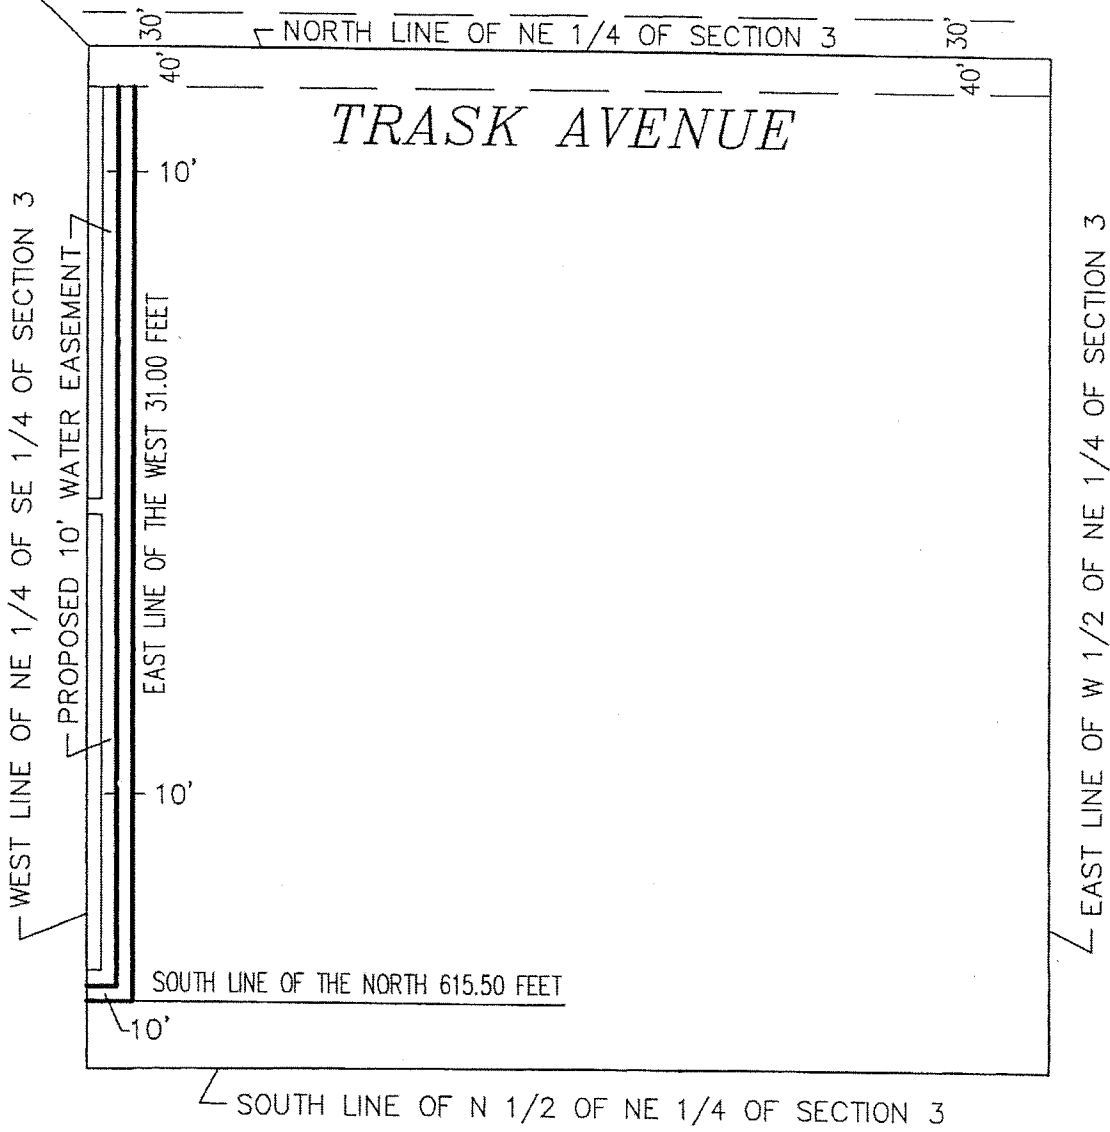 30'
30'
NORTH LINE OF NE 1/4 OF SECTION 3
40'
40'
TRASK AVENUE
10'
WEST LINE OF NE 1/4 OF SE 1/4 OF SECTION 3
PROPOSED 10' WATER EASEMENT
EAST LINE OF THE WEST 31.00 FEET
EAST LINE OF W 1/2 OF NE 1/4 OF SECTION 3
10'
SOUTH LINE OF THE NORTH 615.50 FEET
10'
SOUTH LINE OF N 1/2 OF NE 1/4 OF SECTION 3